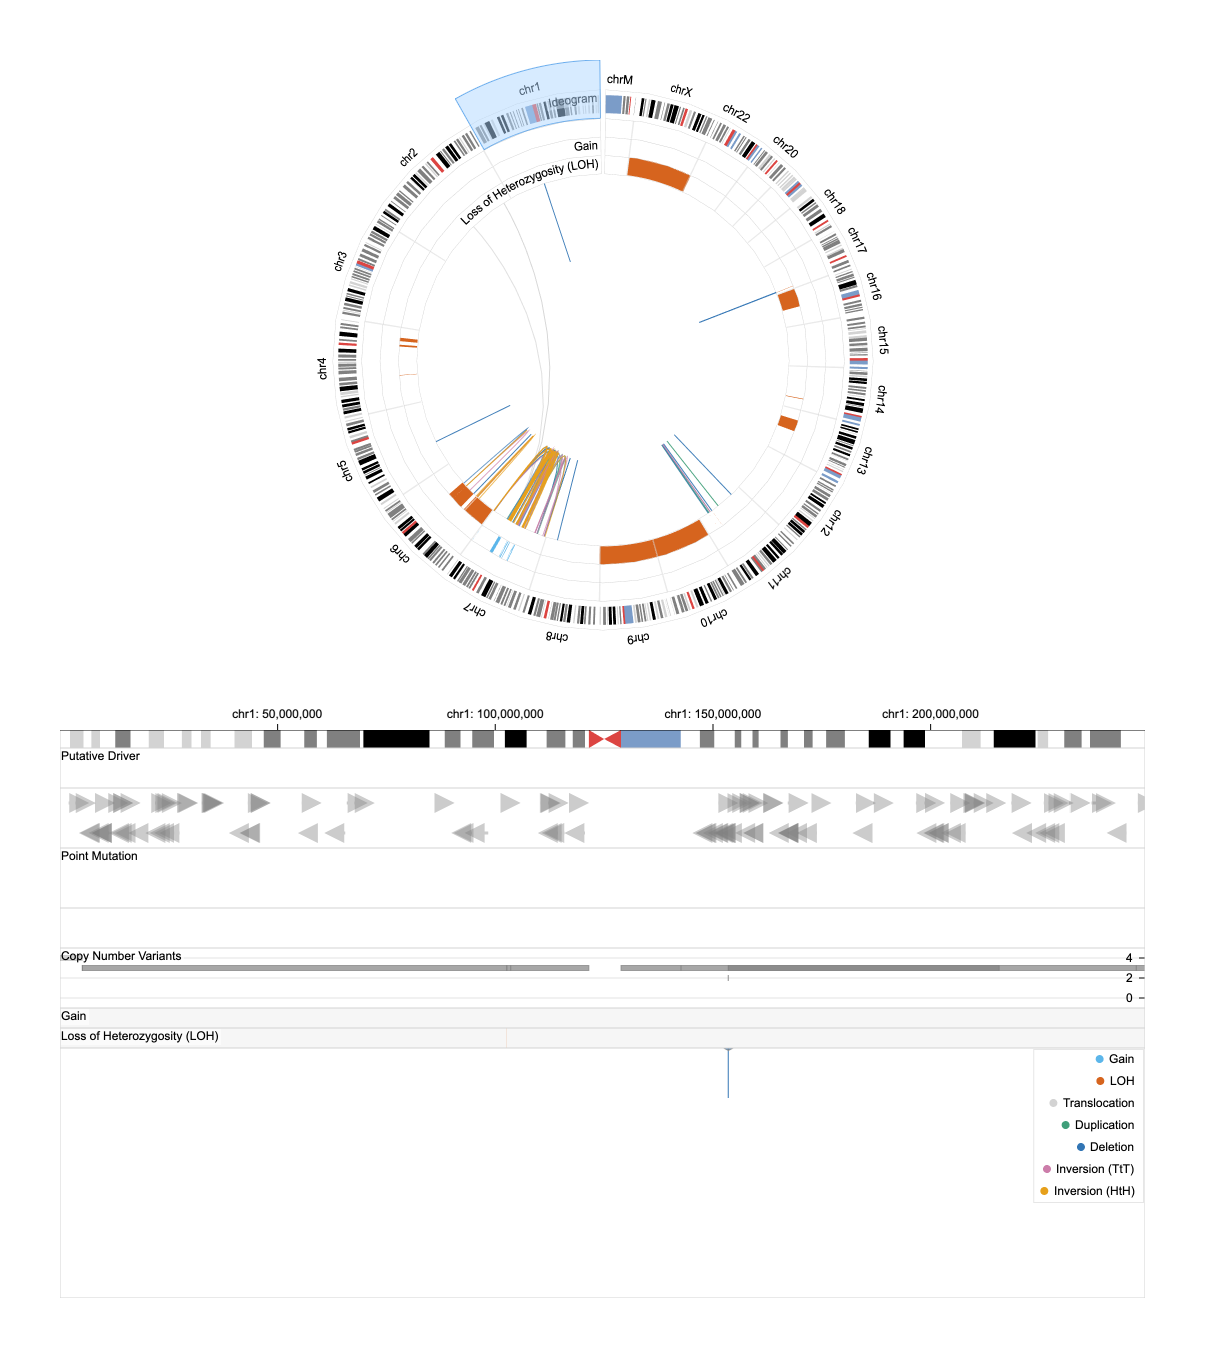 chr1
Ideogram
chrM
chrX
chr22
chr20
chr18
chr17
chr16
chr15
chr14
chr13
chr12
chr11
chr10
chr9
chr8
chr7
chr6
chr5
chr4
chr3
chr2
Gain
Loss of Heterozygosity (LOH)
chr1: 50,000,000 chr1: 100,000,000 chr1: 150,000,000 chr1: 200,000,000
Putative Driver
Point Mutation
Copy Number Variants
4
2
0
Gain
Loss of Heterozygosity (LOH)
Gain
LOH
Translocation
Duplication
Deletion
Inversion (TtT)
Inversion (HtH)